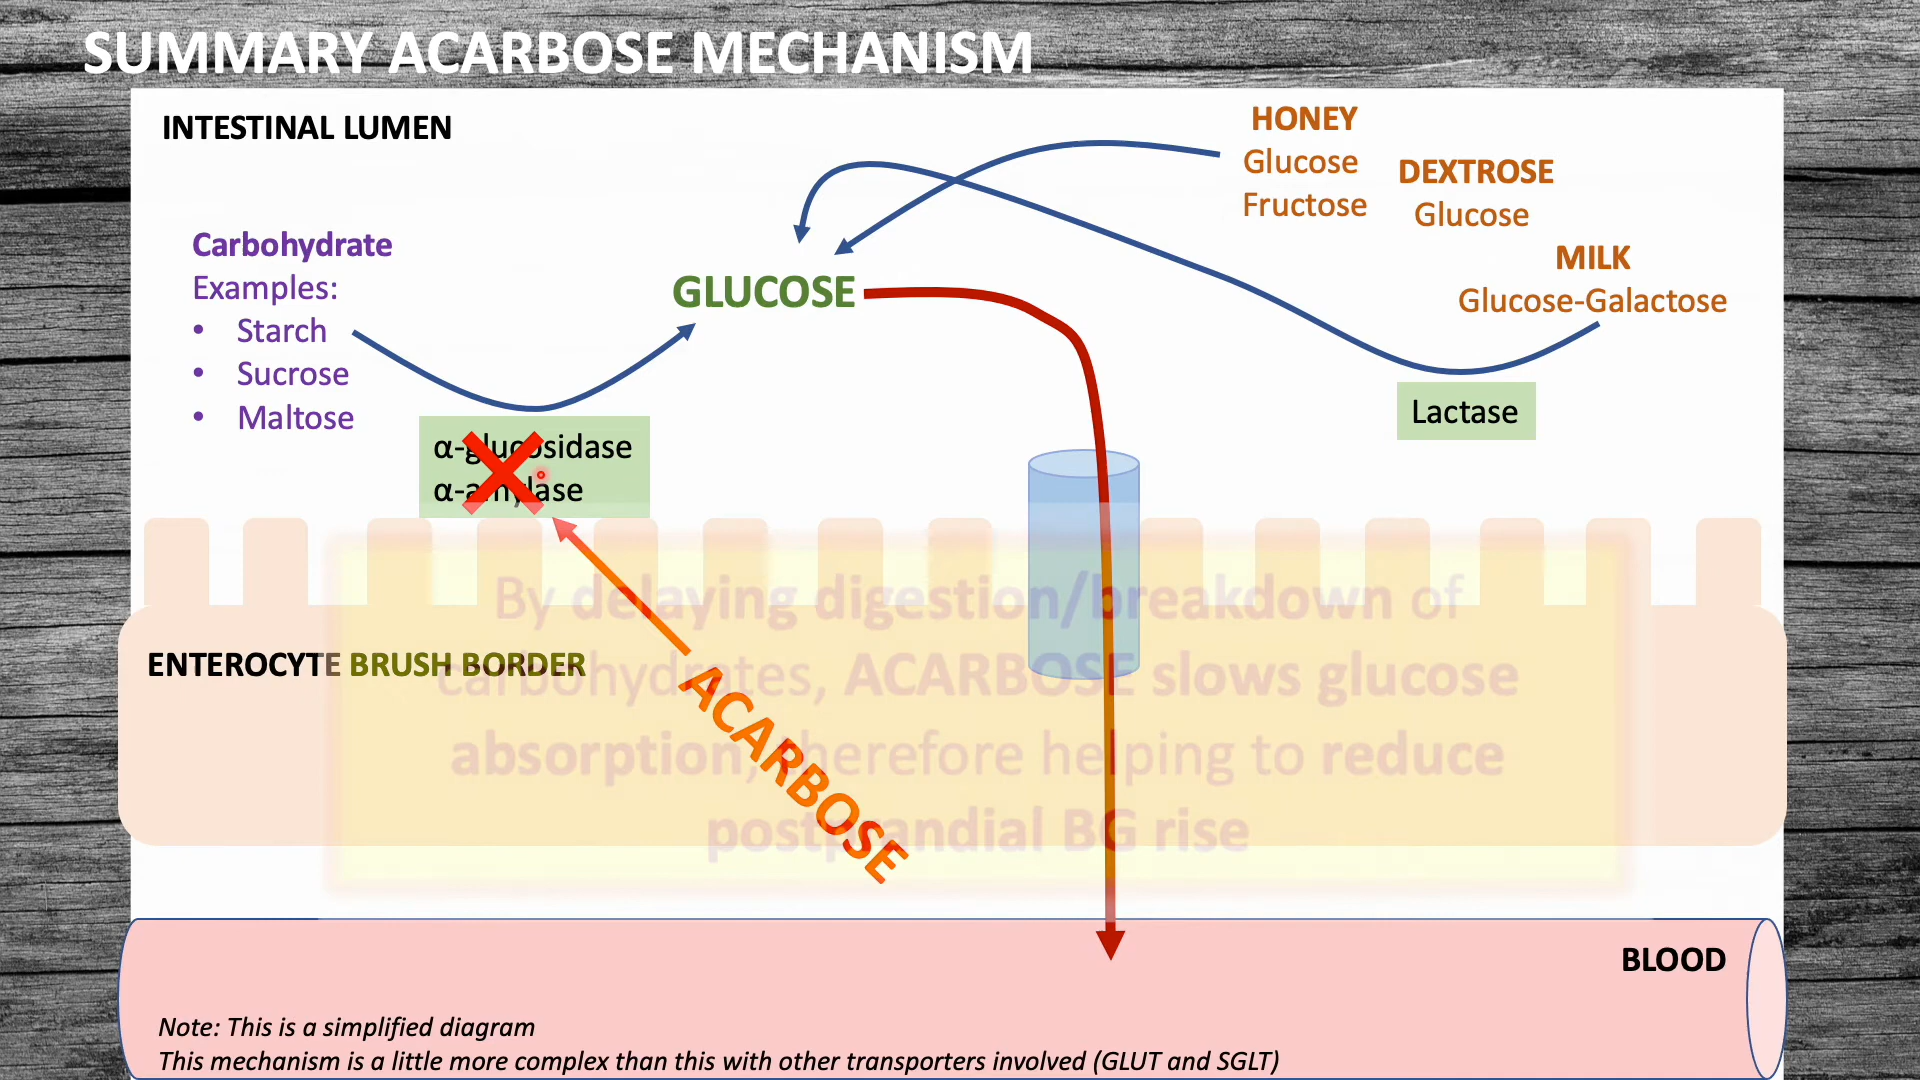 SUMMARY ACARBOSE MECHANISM
INTESTINAL LUMEN
HONEY
Glucose
Fructose
DEXTROSE
Glucose
MILK
Glucose-Galactose
Carbohydrate
Examples:
• Starch
• Sucrose
• Maltose
GLUCOSE
Lactase
α-glucosidase
α-amylase
By delaying digestion/breakdown of
carbohydrates, ACARBOSE slows glucose
absorption, therefore helping to reduce
postprandial BG rise
ENTEROCYTE BRUSH BORDER
ACARBOSE
BLOOD
Note: This is a simplified diagram
This mechanism is a little more complex than this with other transporters involved (GLUT and SGLT)